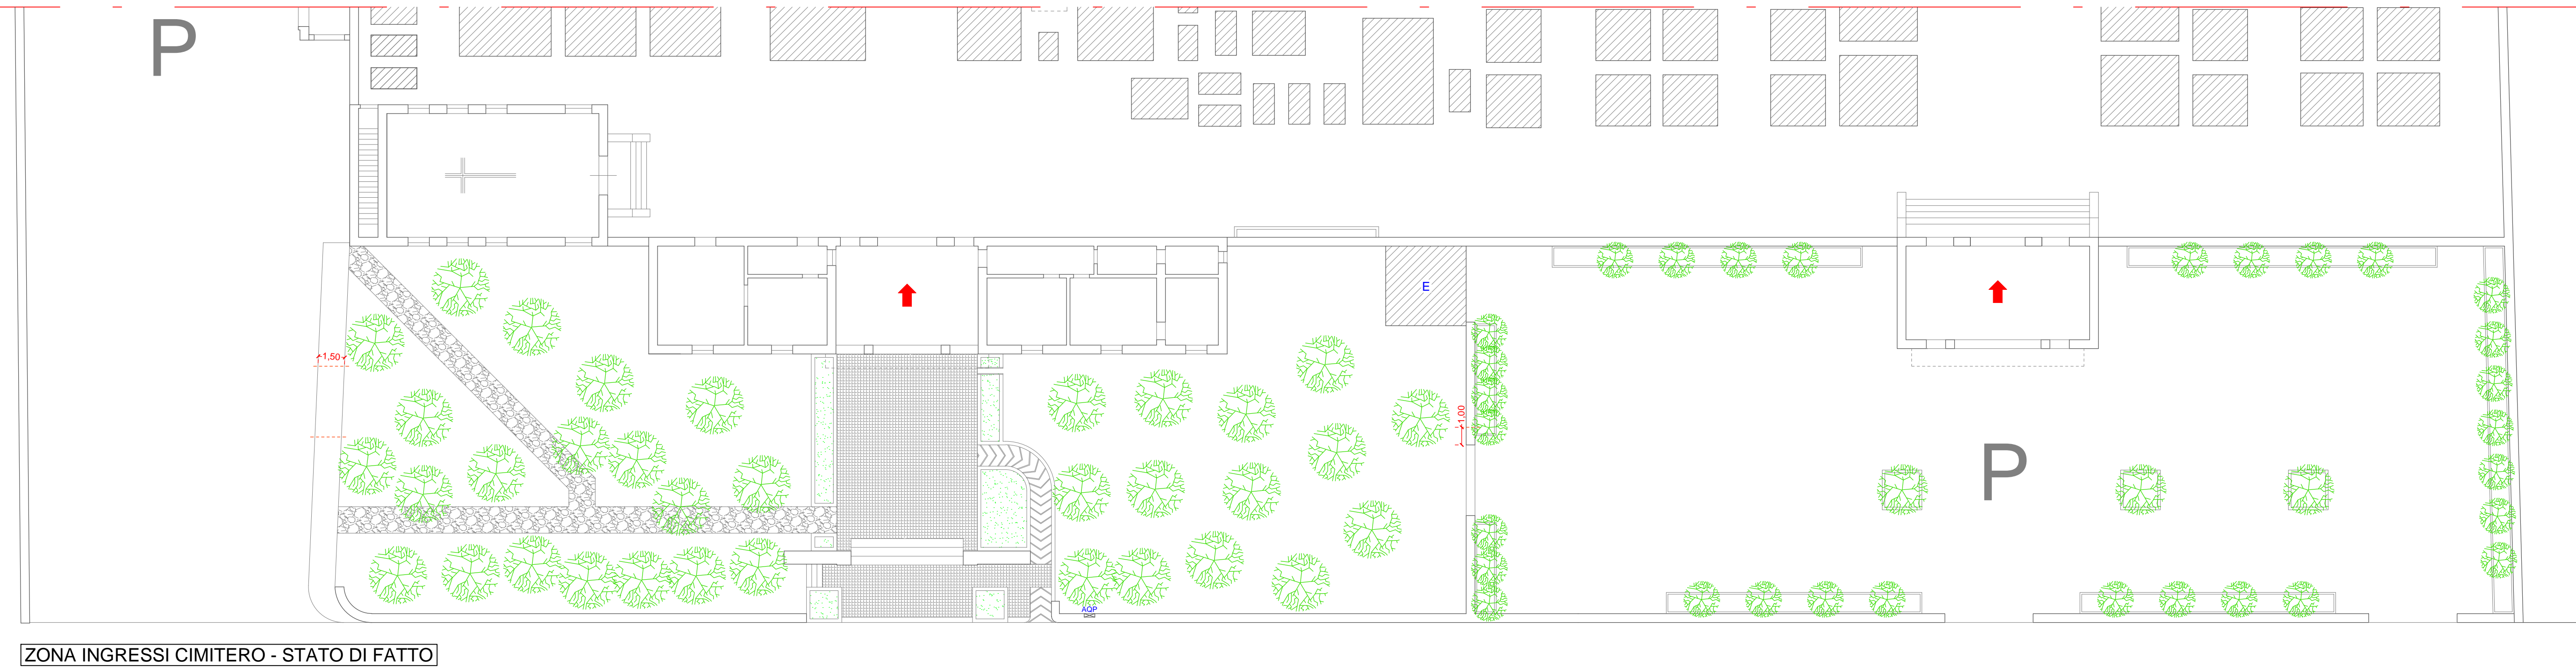 P
E
1,50
1,00
P
AQP
ZONA INGRESSI CIMITERO - STATO DI FATTO